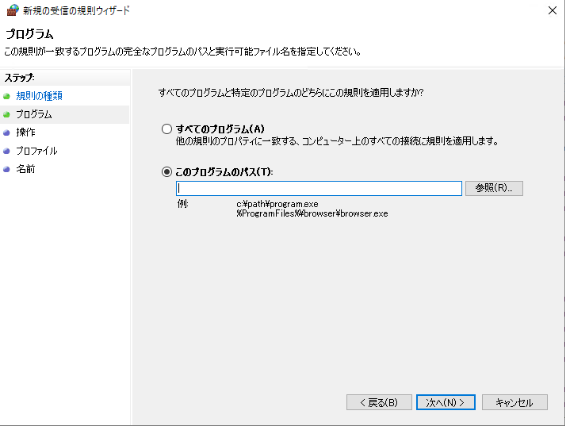 新規の受信の規則ウィザード
プログラム
この規則が一致するプログラムの完全なプログラムのパスと実行可能ファイル名を指定してください。
ステップ:
規則の種類
プログラム
操作
プロファイル
名前
すべてのプログラムと特定のプログラムのどちらにこの規則を適用しますか?
すべてのプログラム(A)
他の規則のプロパティに一致する、コンピューター上のすべての接続に規則を適用します。
このプログラムのパス(T):
参照(R)...
例:
c:\path\program.exe
%ProgramFiles%\browser\browser.exe
< 戻る(B)
次へ(N) >
キャンセル